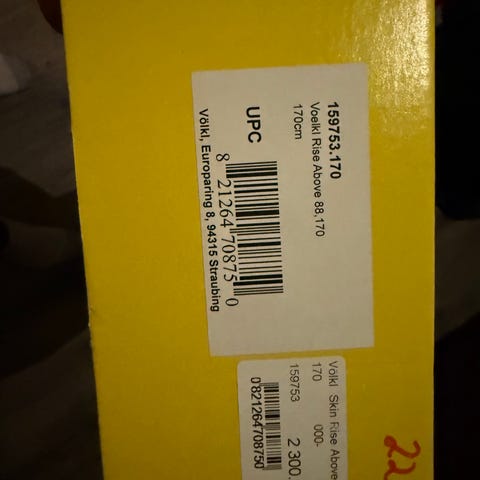 159753.170
Voelkl Rise Above 88,170
170cm
UPC
8 21264 70875 0
Völkl, Europaring 8, 94315 Straubing
Völkl Skin Rise Above
170 000-
159753 2 300.
0821264708750
22